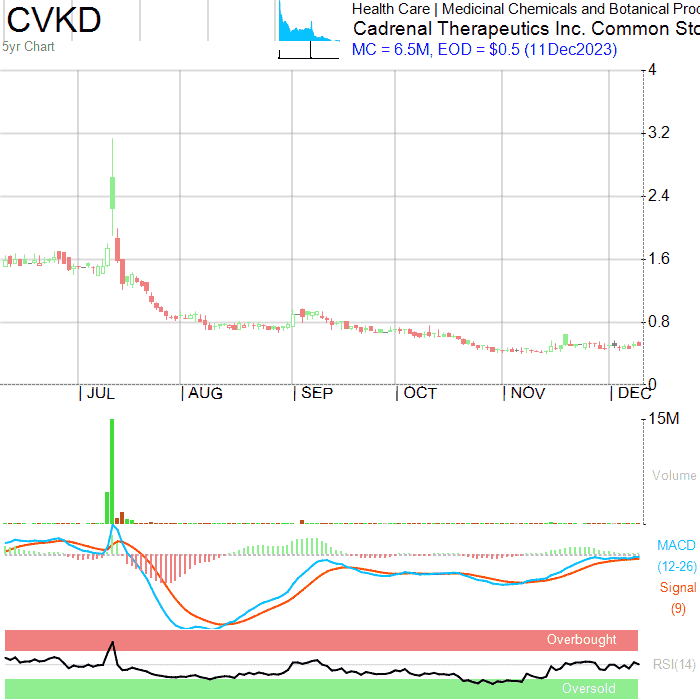 CVKD
5yr Chart
Health Care | Medicinal Chemicals and Botanical Proc
Cadrenal Therapeutics Inc. Common Sto
MC = 6.5M, EOD = $0.5 (11Dec2023)
4
3.2
2.4
1.6
0.8
0
| JUL | AUG | SEP | OCT | NOV | DEC
15M
Volume
MACD
(12-26)
Signal
(9)
Overbought
RSI(14)
Oversold